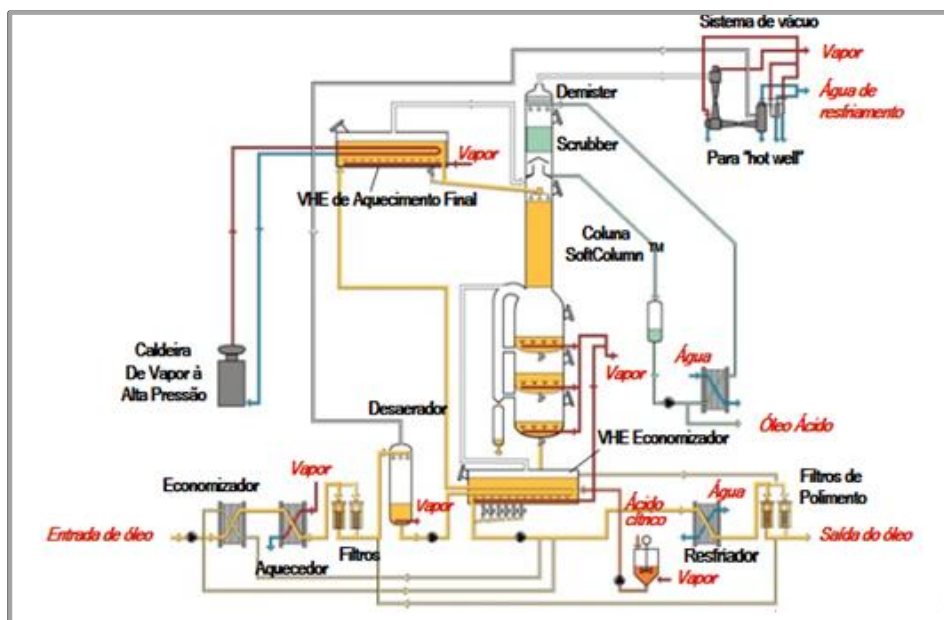 Sistema de vácuo
Vapor
Água de
resfriamento
Para "hot well"
Demister
Scrubber
Vapor
VHE de Aquecimento Final
Coluna
SoftColumn ™
Caldeira
De Vapor à
Alta Pressão
Água
Vapor
Óleo Ácido
Desaerador
VHE Economizador
Economizador
Vapor
Vapor
Ácido
cítrico
Água
Filtros de
Polimento
Entrada de óleo
Aquecedor
Filtros
Resfriador
Saída do óleo
Vapor